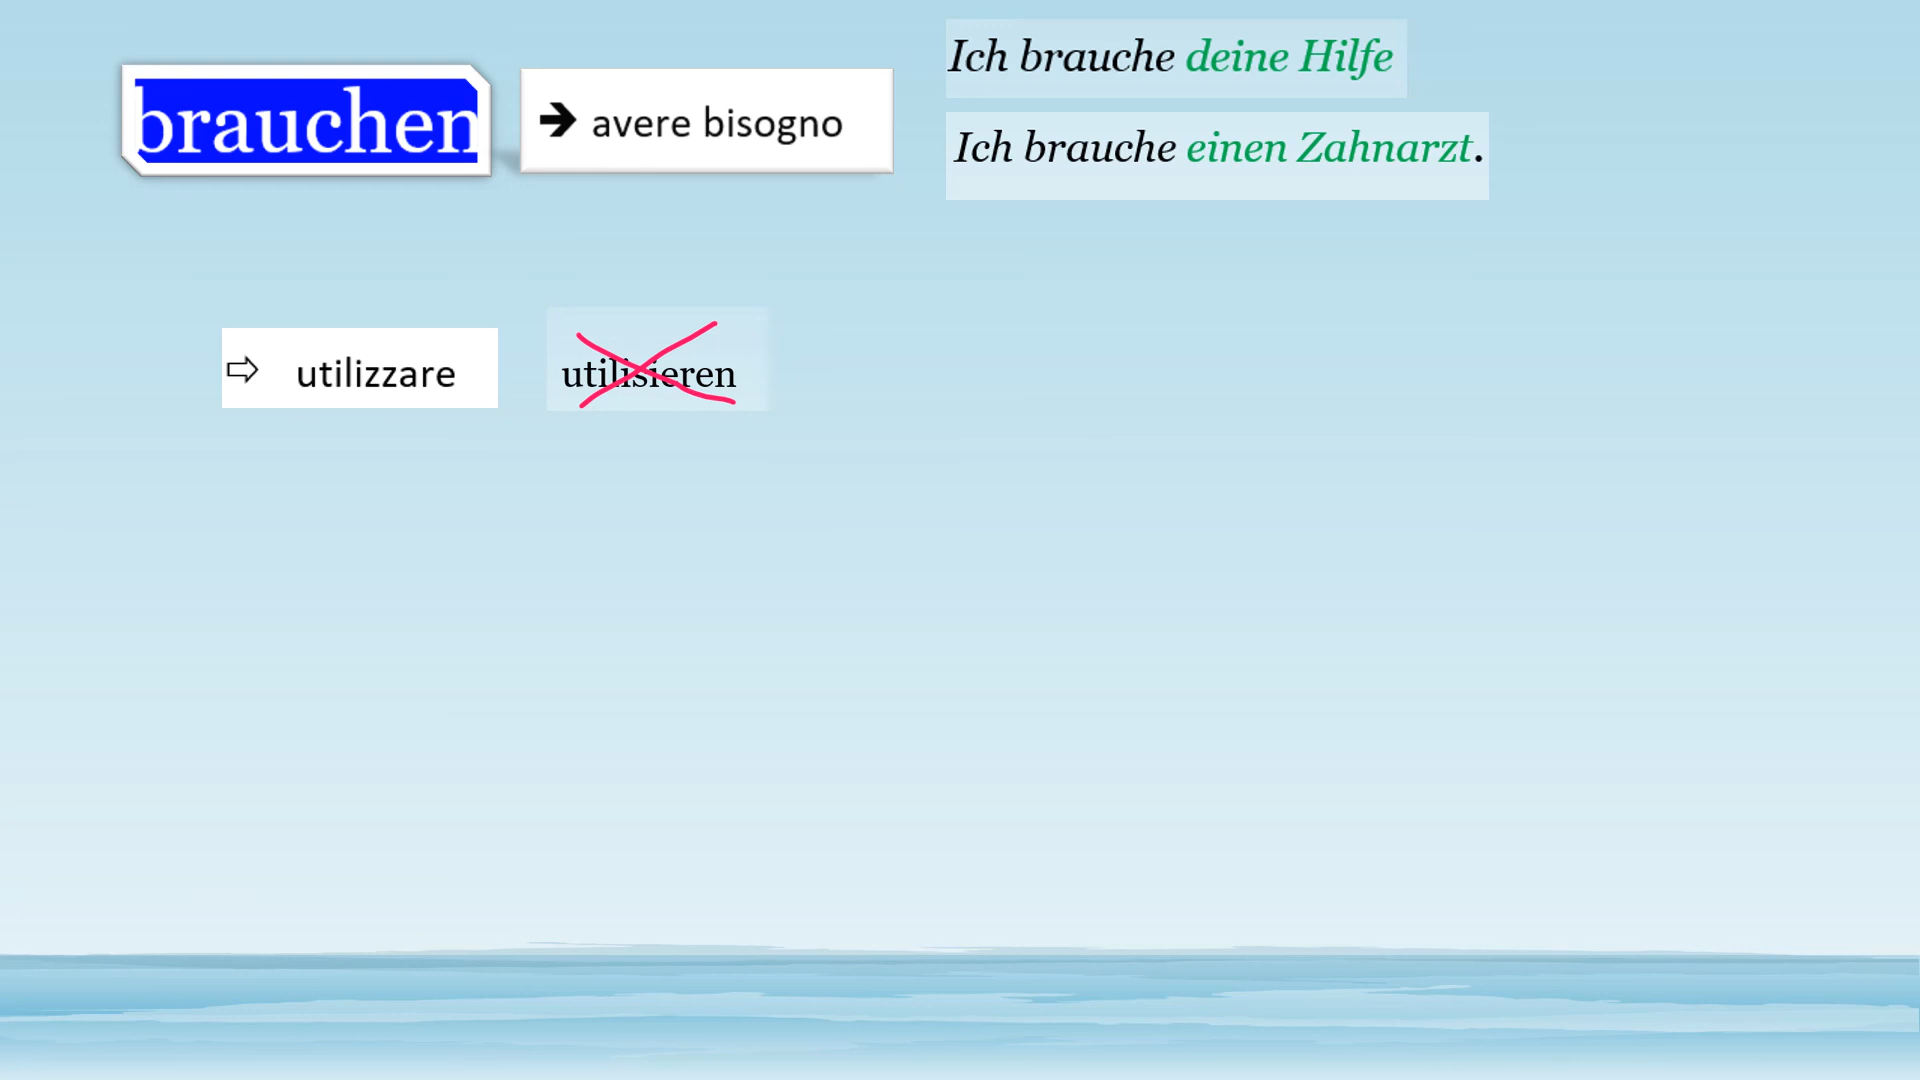 brauchen
🡲 avere bisogno
Ich brauche deine Hilfe
Ich brauche einen Zahnarzt.
⇨ utilizzare
utilisieren